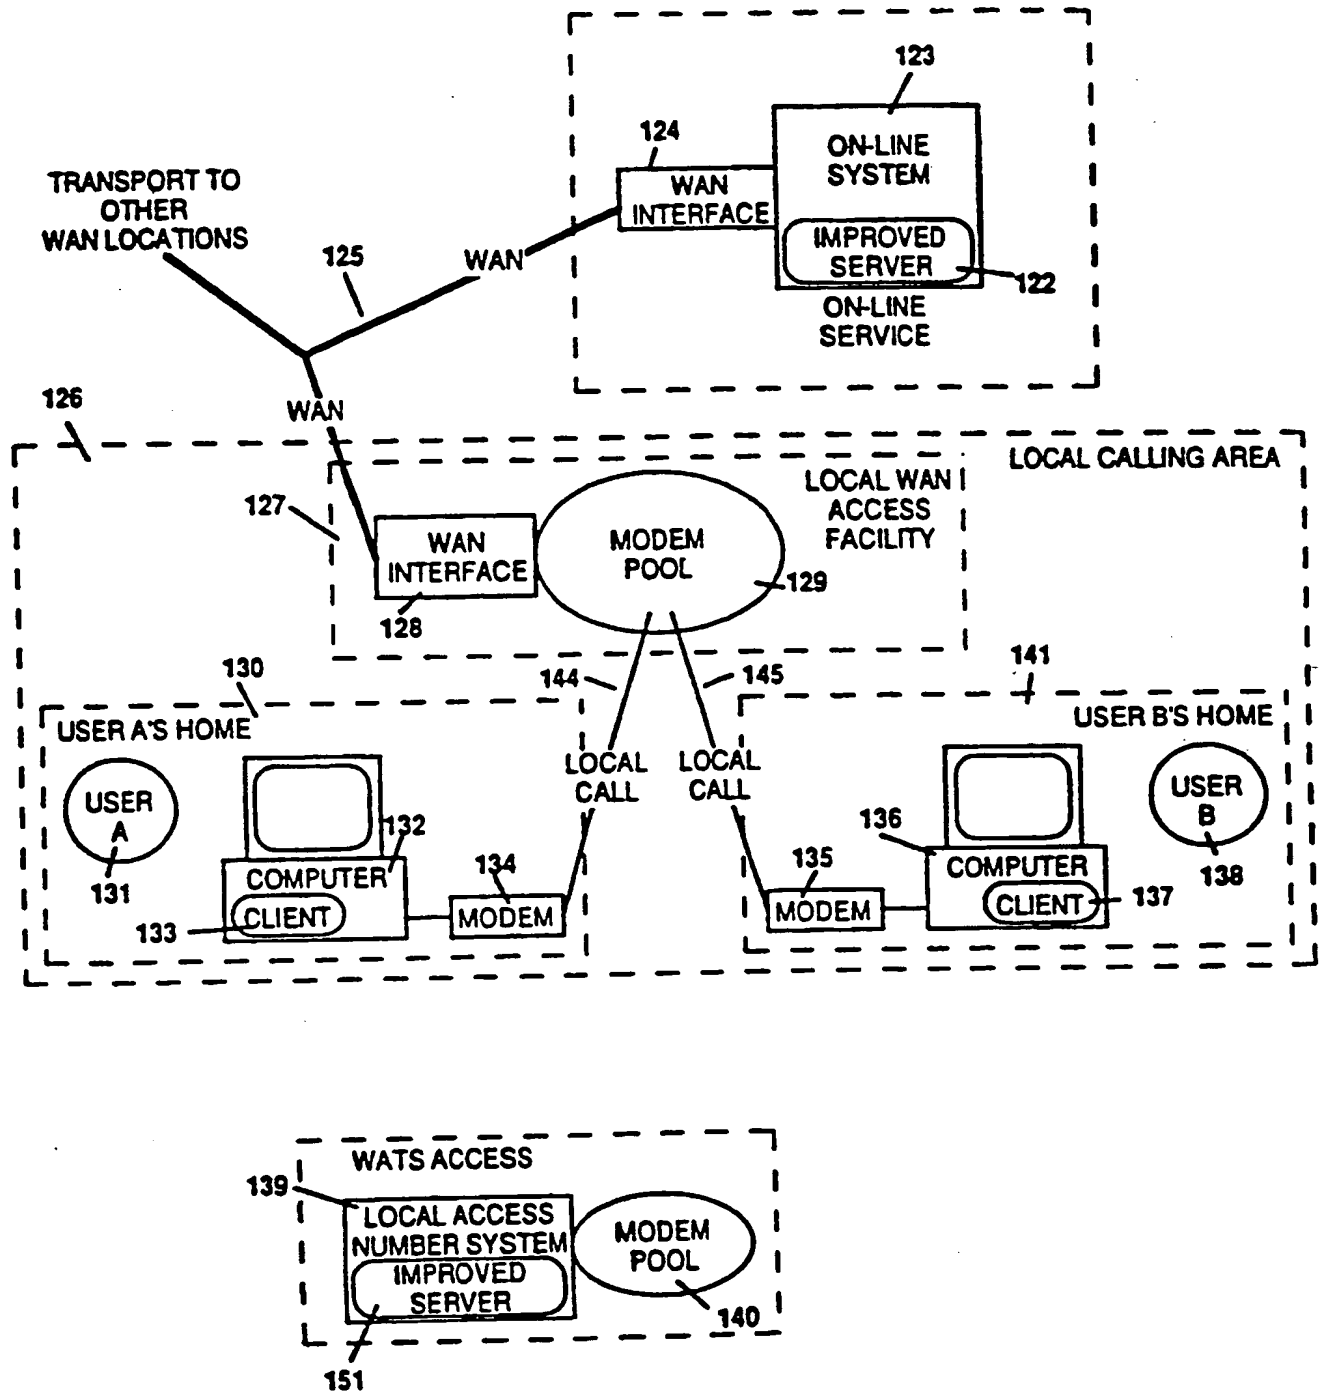 123
124
ON-LINE
SYSTEM
WAN
INTERFACE
TRANSPORT TO
OTHER
WAN LOCATIONS
125
WAN
IMPROVED
SERVER
122
ON-LINE
SERVICE
126
WAN
LOCAL CALLING AREA
127
LOCAL WAN
ACCESS
FACILITY
WAN
INTERFACE
MODEM
POOL
129
128
130
144
145
141
USER A'S HOME
USER B'S HOME
LOCAL
CALL
LOCAL
CALL
USER
A
131
132
COMPUTER
CLIENT
133
134
MODEM
135
MODEM
136
COMPUTER
CLIENT
137
USER
B
138
WATS ACCESS
139
LOCAL ACCESS
NUMBER SYSTEM
IMPROVED
SERVER
MODEM
POOL
140
151